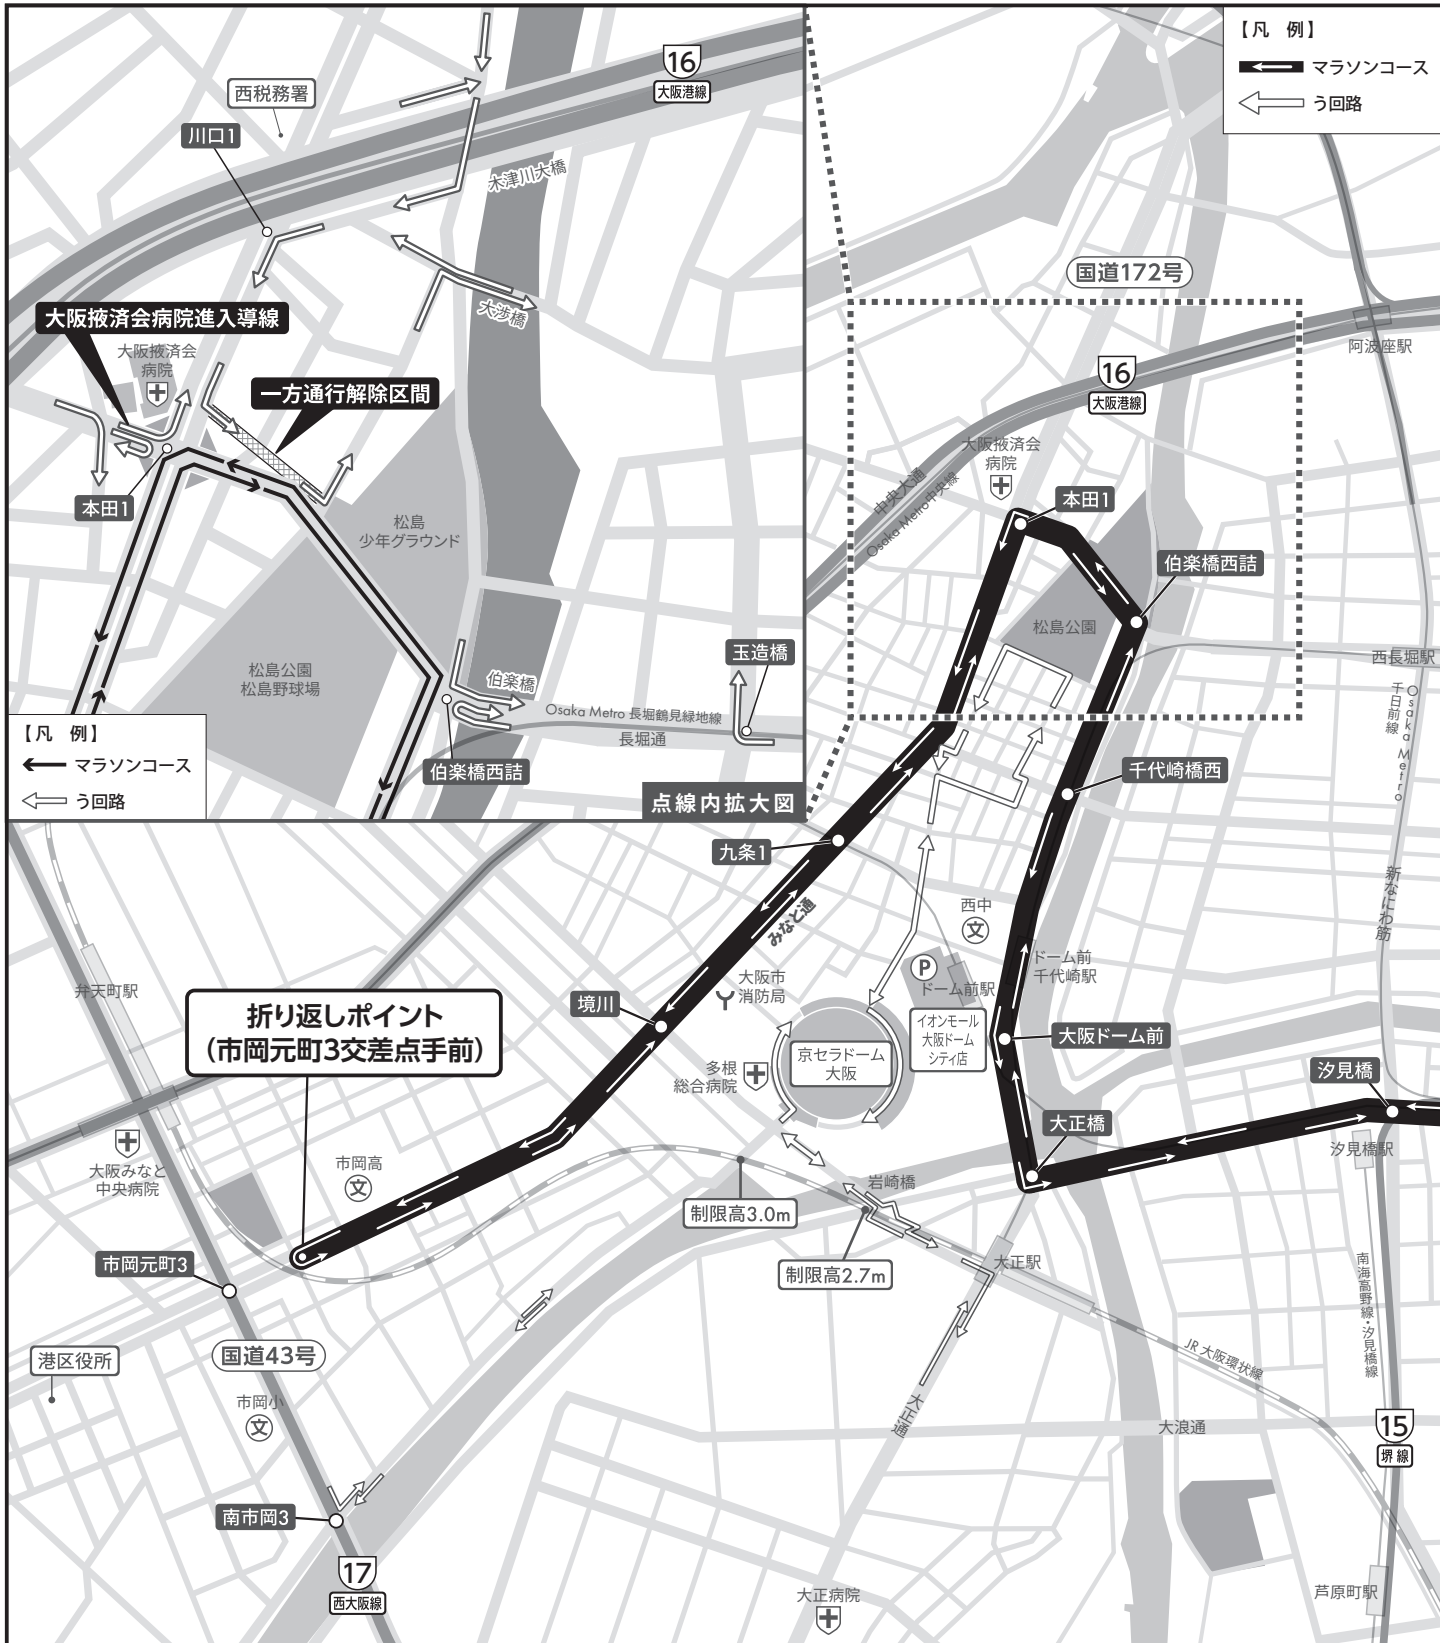 16
大阪港線
西税務署
川口1
木津川大橋
大渉橋
大阪掖済会病院進入導線
大阪掖済会
病院
一方通行解除区間
本田1
松島
少年グラウンド
松島公園
松島野球場
伯楽橋
玉造橋
Osaka Metro 長堀鶴見緑地線
長堀通
伯楽橋西詰
【凡 例】
マラソンコース
う回路
点線内拡大図
【凡 例】
マラソンコース
う回路
国道172号
阿波座駅
16
大阪港線
大阪掖済会
病院
中央大通
Osaka Metro中央線
本田1
伯楽橋西詰
松島公園
西長堀駅
Osaka Metro
千日前線
千代崎橋西
九条1
新なにわ筋
みなと通
西中
文
P
ドーム前駅
ドーム前
千代崎駅
大阪市
消防局
弁天町駅
境川
折り返しポイント
(市岡元町3交差点手前)
イオンモール
大阪ドーム
シティ店
大阪ドーム前
京セラドーム
大阪
多根
総合病院
汐見橋
大正橋
汐見橋駅
大阪みなと
中央病院
市岡高
文
岩崎橋
制限高3.0m
制限高2.7m
市岡元町3
大正駅
南海高野線・汐見橋線
国道43号
港区役所
JR 大阪環状線
市岡小
文
大正通
大浪通
15
堺線
南市岡3
17
西大阪線
大正病院
芦原町駅